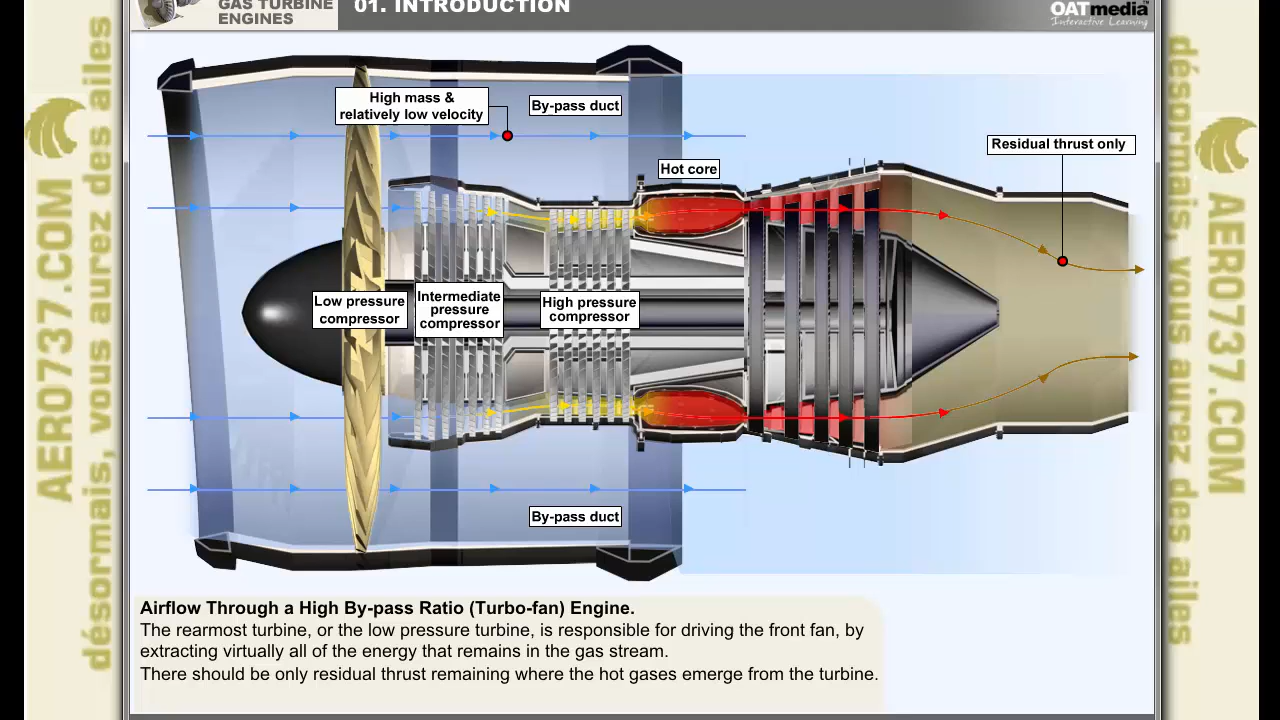 GAS TURBINE
ENGINES
01. INTRODUCTION
OATmedia™
Interactive Learning
High mass &
relatively low velocity
By-pass duct
Residual thrust only
Hot core
Low pressure
compressor
Intermediate
pressure
compressor
High pressure
compressor
By-pass duct
Airflow Through a High By-pass Ratio (Turbo-fan) Engine.
The rearmost turbine, or the low pressure turbine, is responsible for driving the front fan, by
extracting virtually all of the energy that remains in the gas stream.
There should be only residual thrust remaining where the hot gases emerge from the turbine.
AERO737.COM
désormais, vous aurez des ailes
AERO737.COM
désormais, vous aurez des ailes